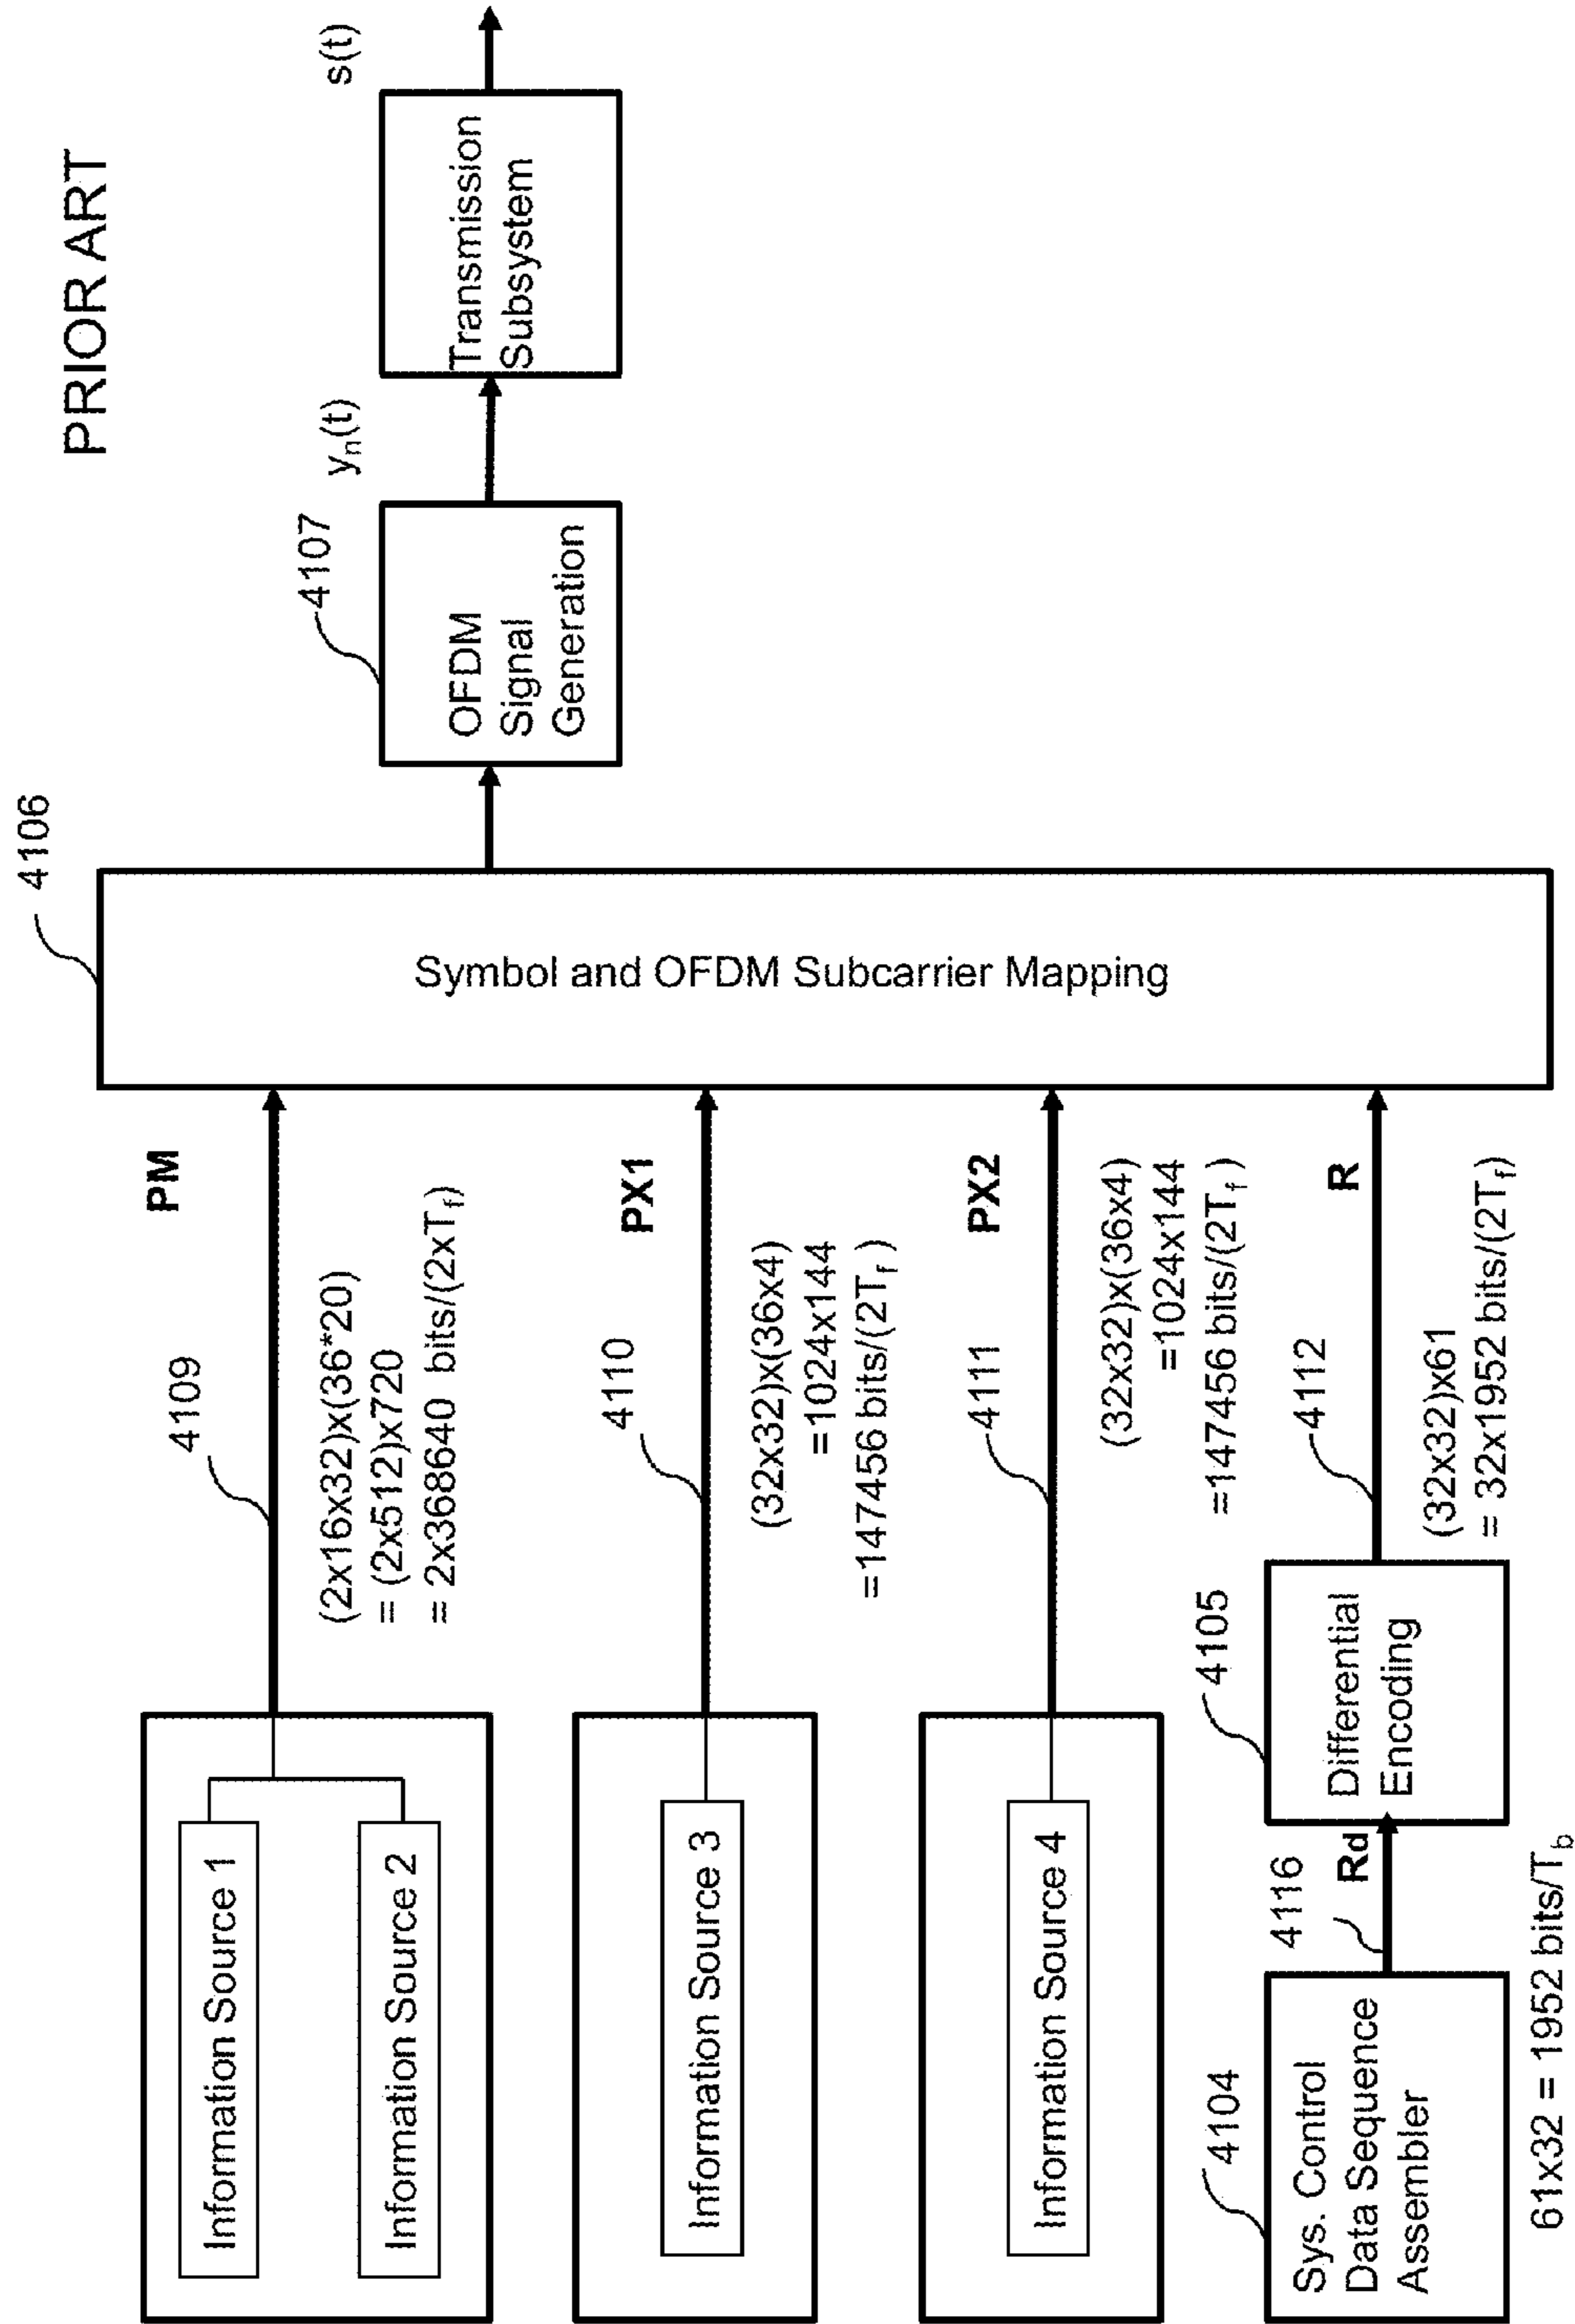 PRIOR ART
Information Source 1
Information Source 2
4109
PM
(2x16x32)x(36*20)
= (2x512)x720
= 2x368640 bits/(2xTf)
Information Source 3
4110
PX1
(32x32)x(36x4)
=1024x144
=147456 bits/(2Tf )
Information Source 4
4111
PX2
(32x32)x(36x4)
=1024x144
=147456 bits/(2Tf )
4104
Sys. Control
Data Sequence
Assembler
61x32 = 1952 bits/Tb
4116
Rd
4105
Differential
Encoding
4112
R
(32x32)x61
= 32x1952 bits/(2Tf)
4106
Symbol and OFDM Subcarrier Mapping
4107
OFDM
Signal
Generation
yn(t)
Transmission
Subsystem
s(t)